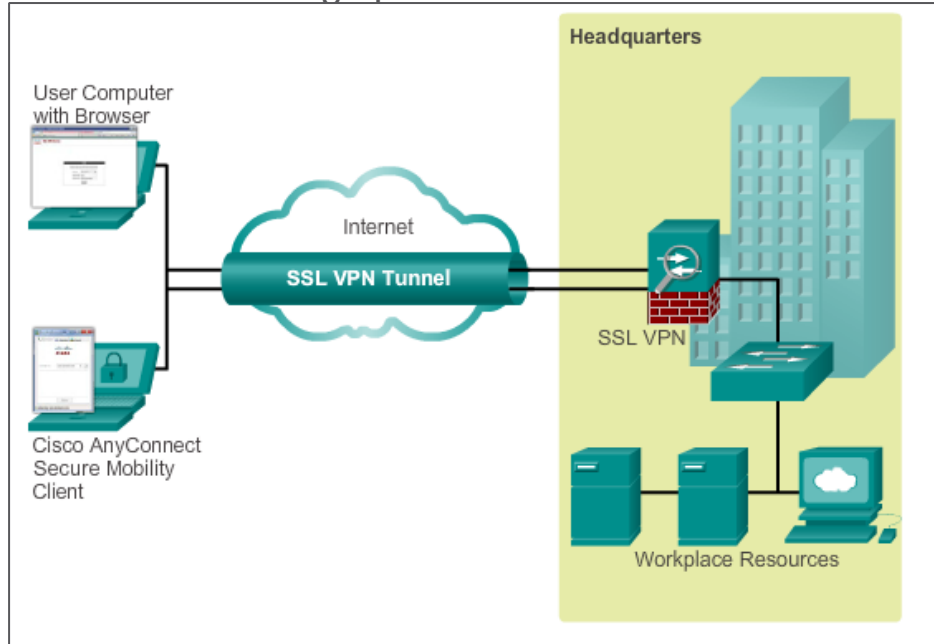 Headquarters
User Computer
with Browser
Internet
SSL VPN Tunnel
SSL VPN
Cisco AnyConnect
Secure Mobility
Client
Workplace Resources